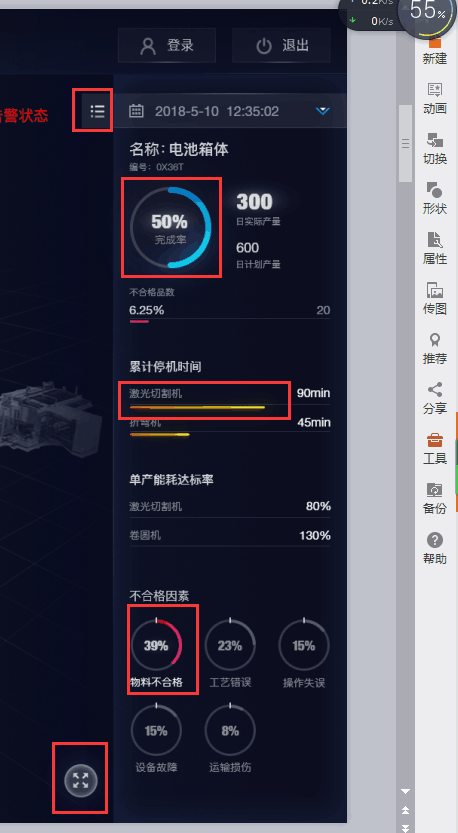 0.2K/s
0K/s
55%
登录
退出
告警状态
2018-5-10 12:35:02
名称: 电池箱体
编号: 0X36T
50%
完成率
300
日实际产量
600
日计划产量
不合格品数
6.25%
20
累计停机时间
激光切割机
90min
折弯机
45min
单产能耗达标率
激光切割机
80%
卷圆机
130%
不合格因素
39%
物料不合格
23%
工艺错误
15%
操作失误
15%
设备故障
8%
运输损伤
新建
动画
切换
形状
属性
传图
推荐
分享
工具
备份
帮助